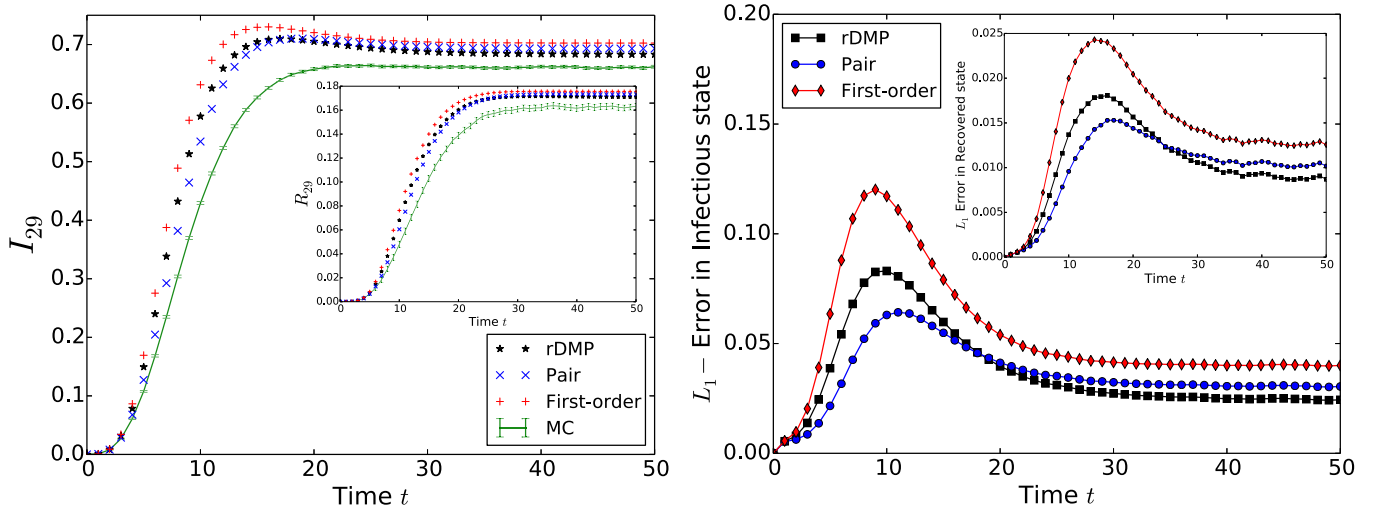 I₂₉
0.7
0.6
0.5
0.4
0.3
0.2
0.1
0.0
0 10 20 30 40 50
Time t
R₂₉
0.18
0.16
0.14
0.12
0.10
0.08
0.06
0.04
0.02
0.00
0 10 20 30 40 50
Time t
rDMP
Pair
First-order
MC
L₁− Error in Infectious state
0.20
0.15
0.10
0.05
0.00
0 10 20 30 40 50
Time t
rDMP
Pair
First-order
L₁ Error in Recovered state
0.025
0.020
0.015
0.010
0.005
0.000
0 10 20 30 40 50
Time t